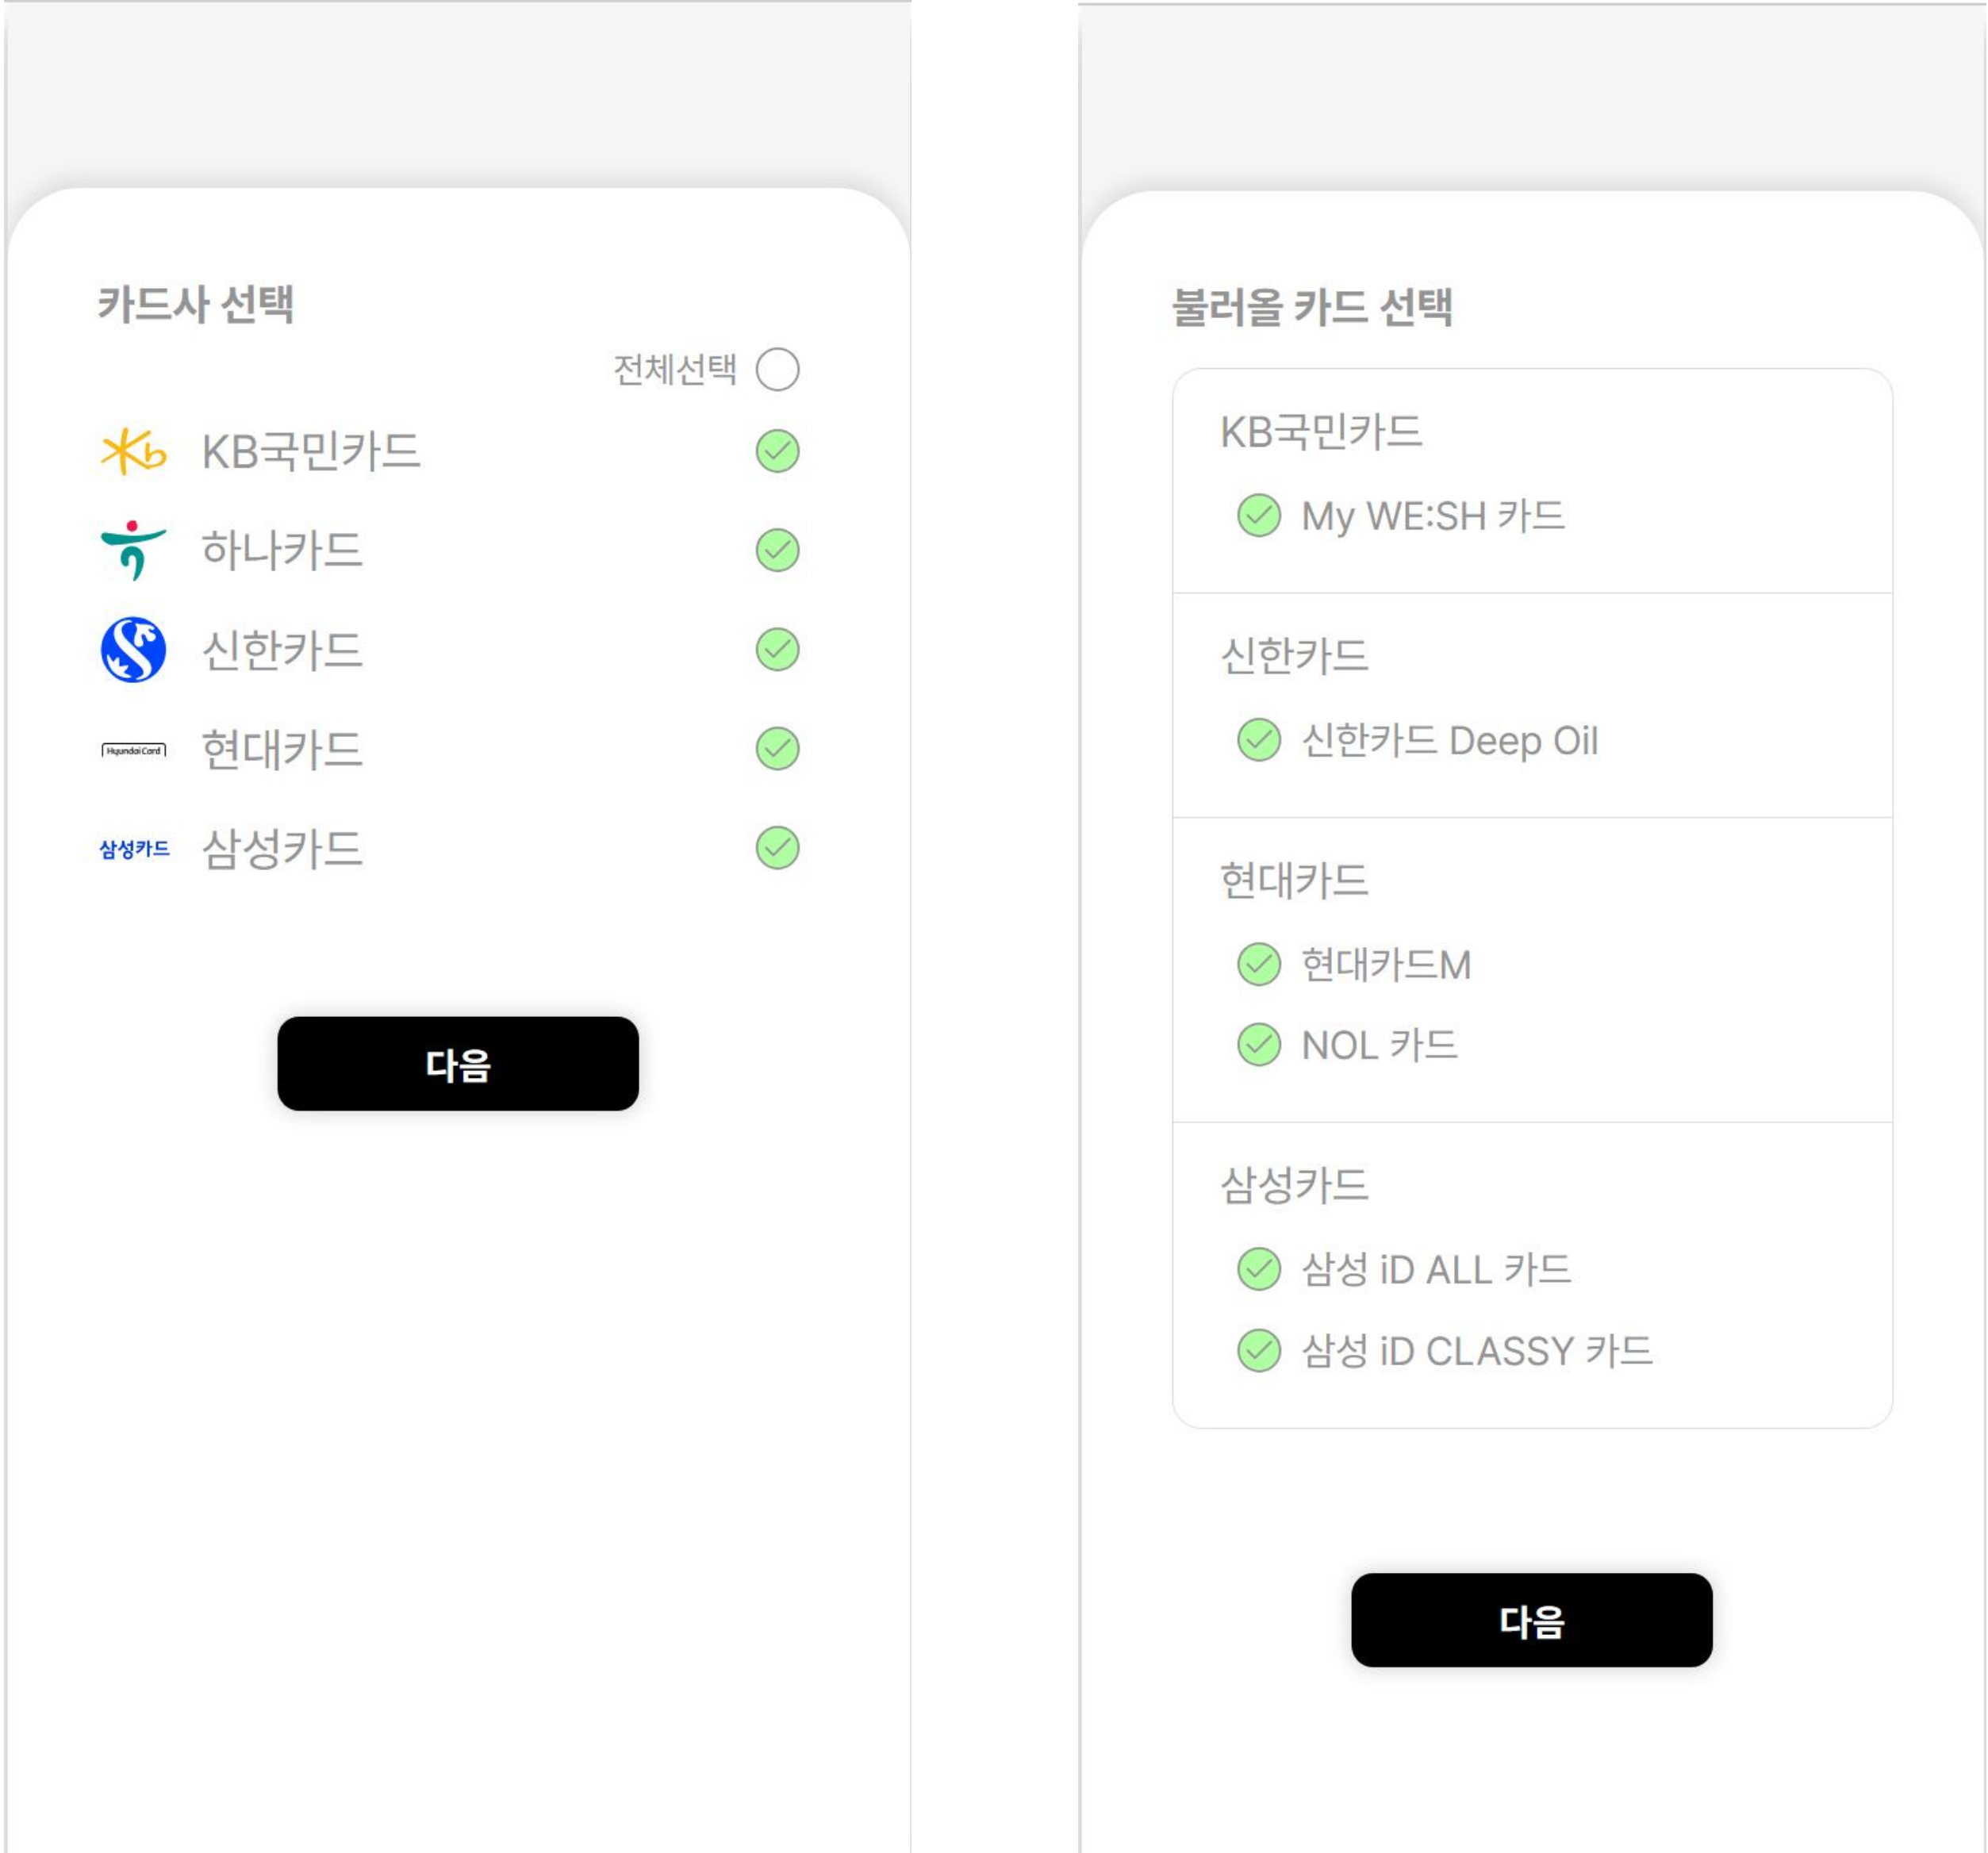 카드사 선택
전체선택
KB국민카드
하나카드
신한카드
Hyundai Card 현대카드
삼성카드 삼성카드
다음
불러올 카드 선택
KB국민카드
My WE:SH 카드
신한카드
신한카드 Deep Oil
현대카드
현대카드M
NOL 카드
삼성카드
삼성 iD ALL 카드
삼성 iD CLASSY 카드
다음